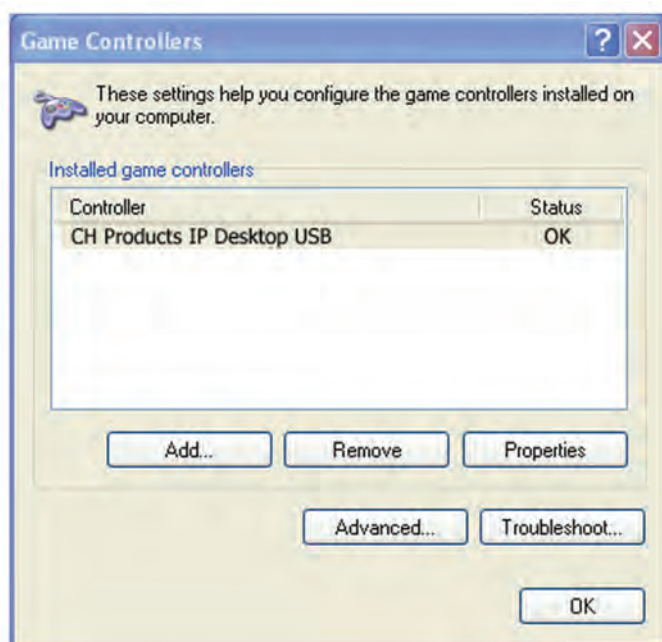 Game Controllers
These settings help you configure the game controllers installed on
your computer.
Installed game controllers
Controller Status
CH Products IP Desktop USB OK
Add... Remove Properties
Advanced... Troubleshoot...
OK